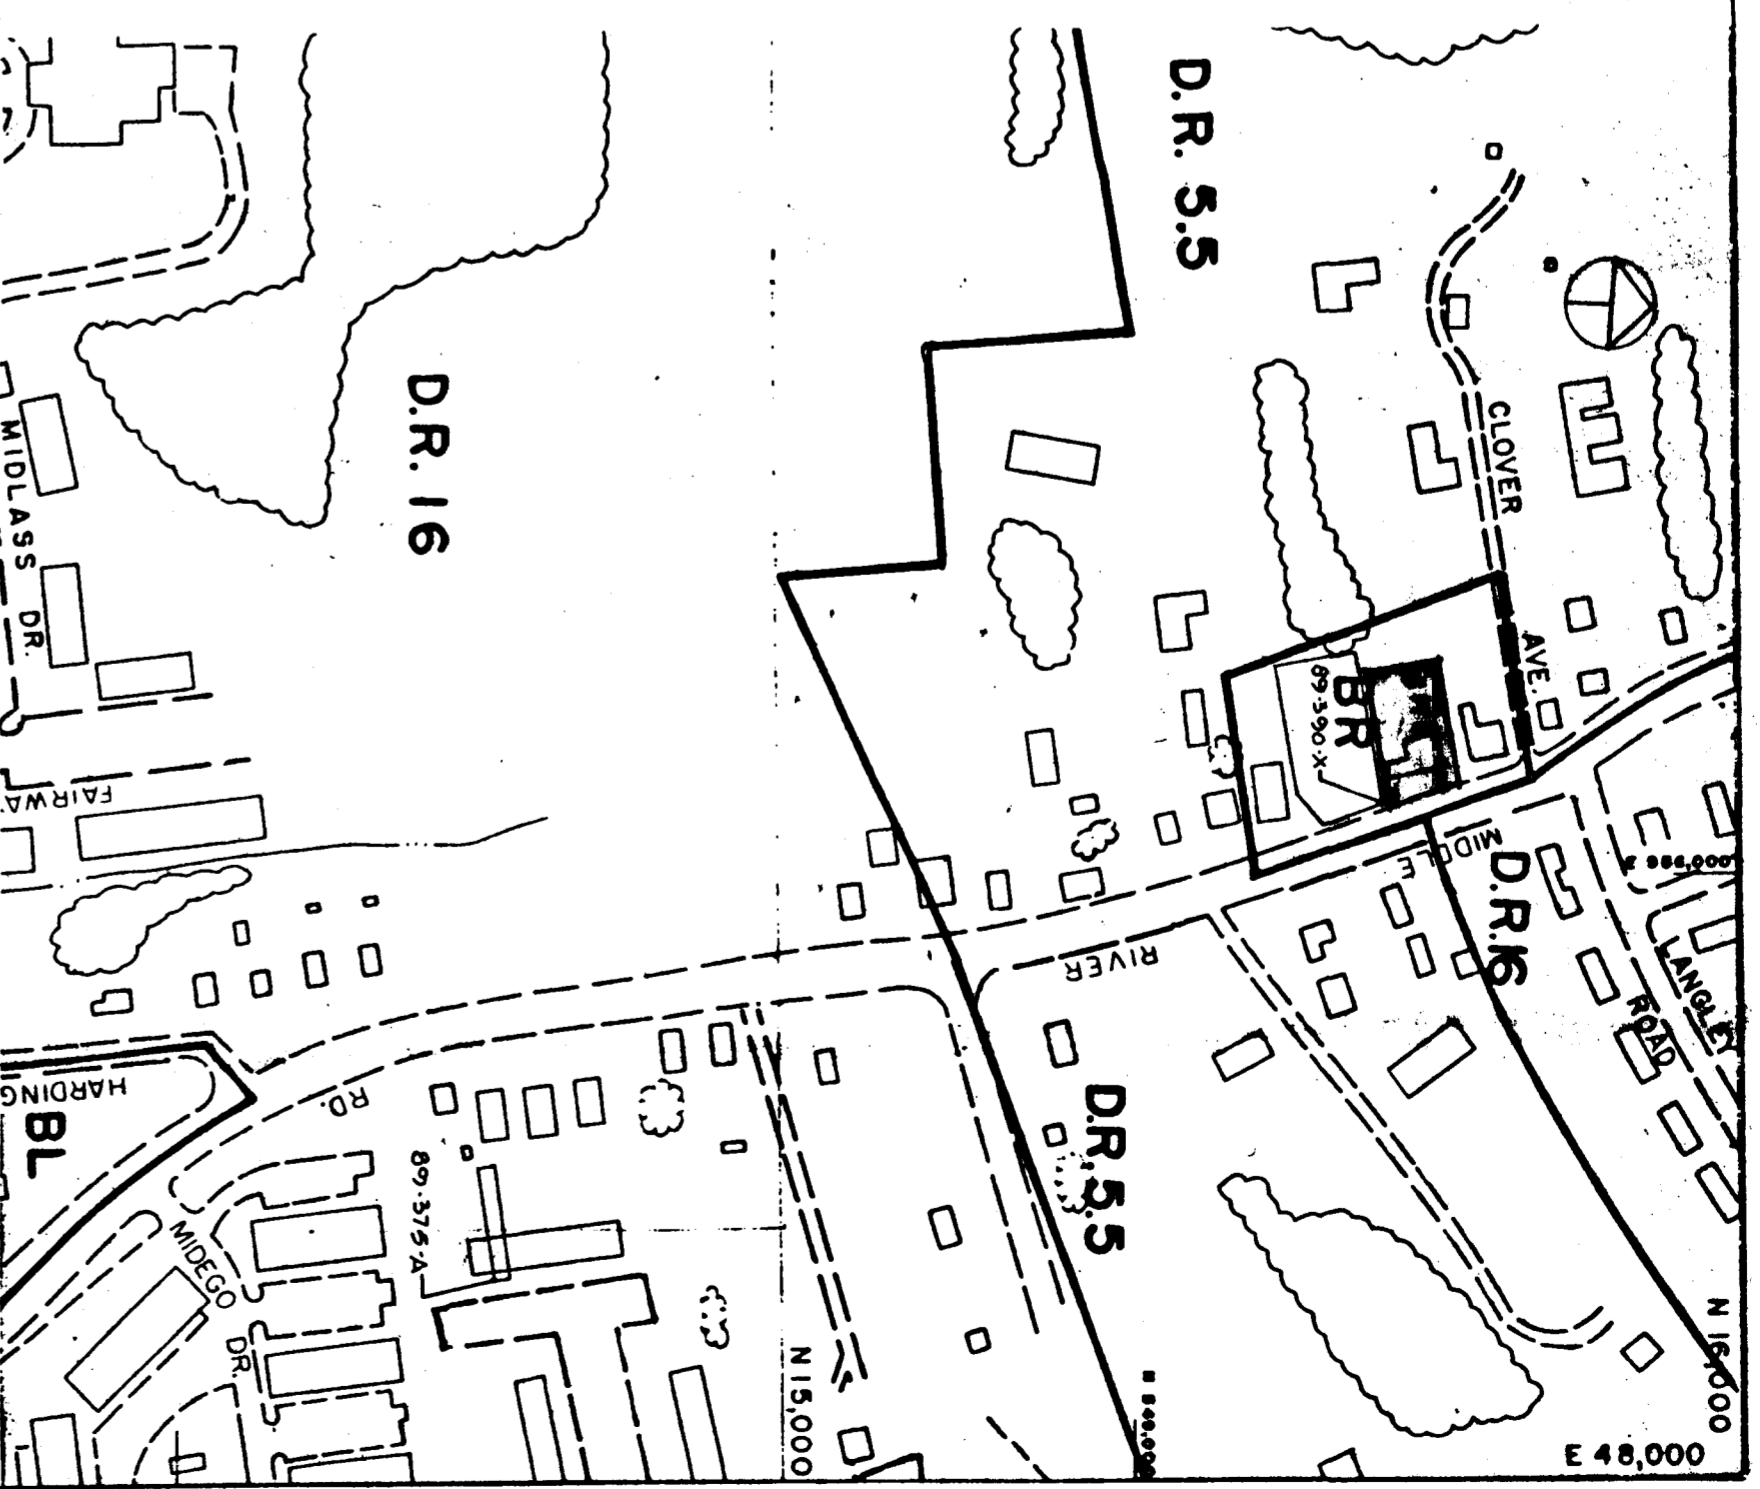 D.R. 5.5
D.R. 16
CLOVER
AVE.
MIDLASS DR.
BR
89-390-X
FAIRWA
MIDDLE
D.R.16
RIVER
LANGLEY
ROAD
HARDING
BL
RD.
D.R.5.5
89-375-A
MIDEGO
DR.
N 15,000
N 16,000
E 48,000